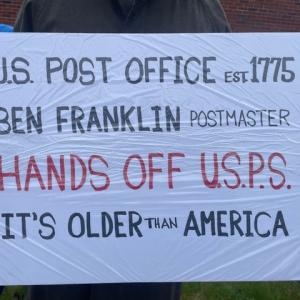 U.S. POST OFFICE EST. 1775
BEN FRANKLIN POSTMASTER
HANDS OFF U.S.P.S.
IT'S OLDER THAN AMERICA